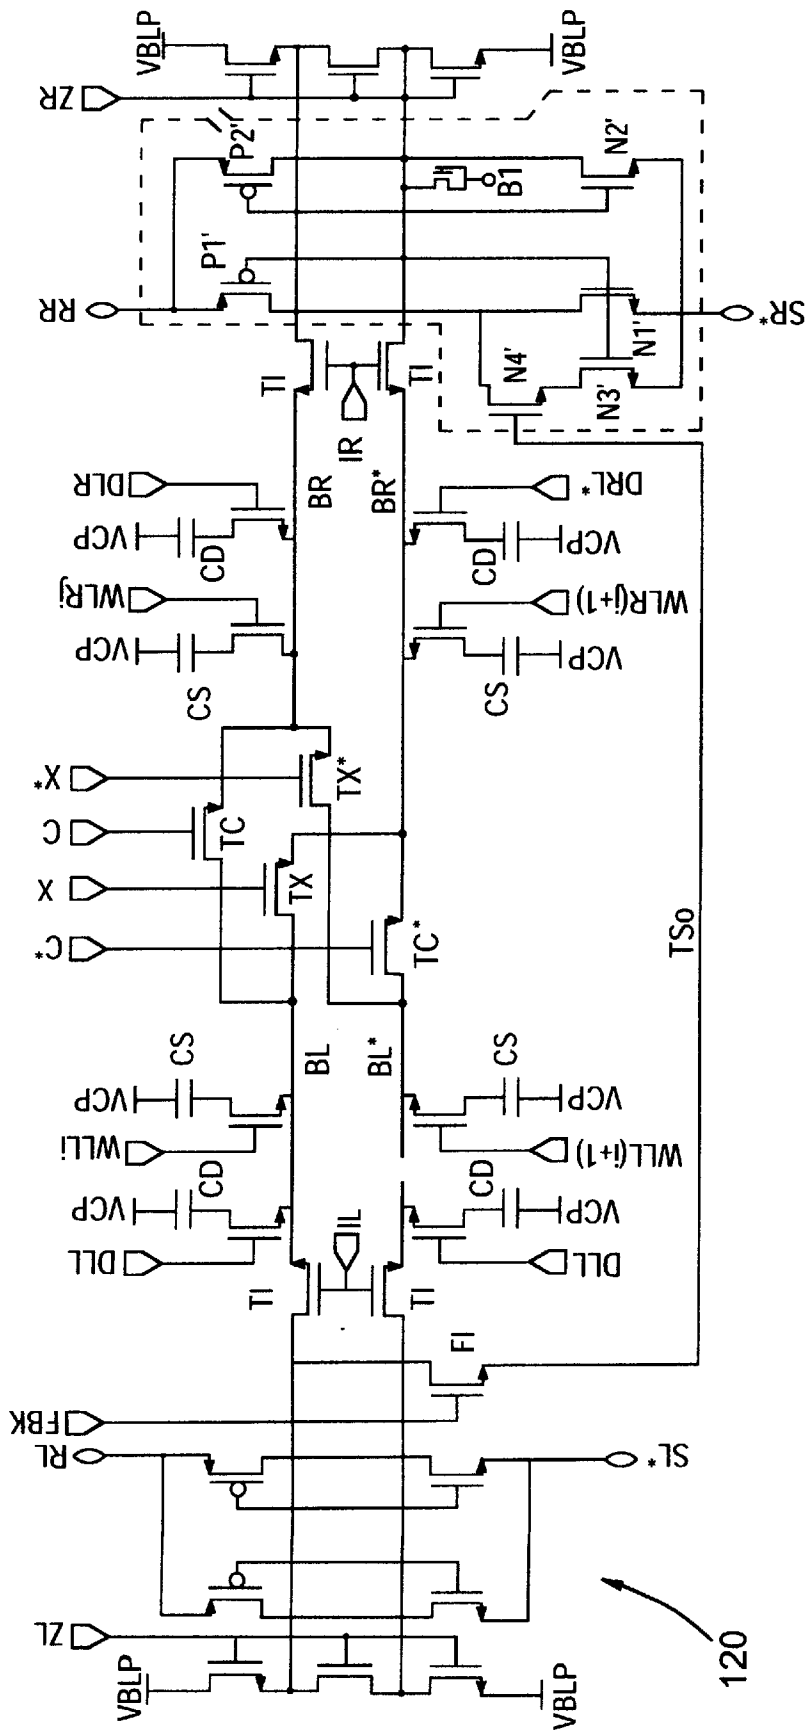 VBLP
VBLP
ZR
P2'
N2'
B1
P1'
RR
SR*
N1'
N3'
N4'
TI
TI
IR
DLR
BR
BR*
DRL*
VCP
CD
CD
VCP
WLRj
WLR(j+1)
VCP
CS
CS
VCP
X*
TX*
C
TC
X
TX
C*
TC*
TSo
BL
BL*
CS
CS
VCP
VCP
WLLi
WLL(i+1)
CD
CD
VCP
VCP
DLL
DLL
IL
TI
TI
FI
FBK
RL
SL*
ZL
VBLP
VBLP
120